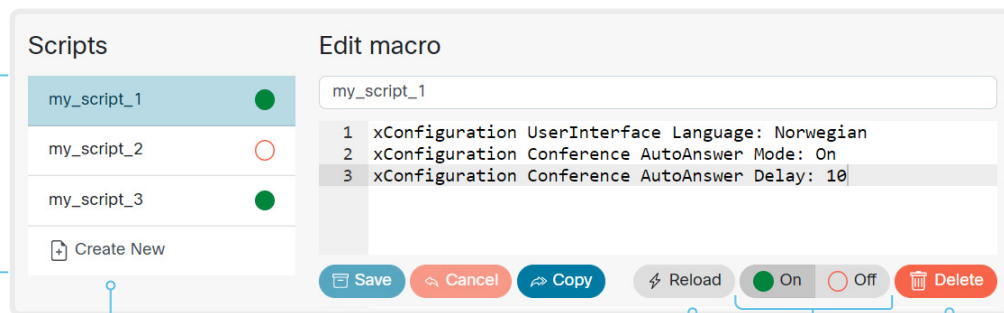 Scripts
my_script_1
my_script_2
my_script_3
Create New
Edit macro
my_script_1
1 xConfiguration UserInterface Language: Norwegian
2 xConfiguration Conference AutoAnswer Mode: On
3 xConfiguration Conference AutoAnswer Delay: 10
Save Cancel Copy Reload On Off Delete